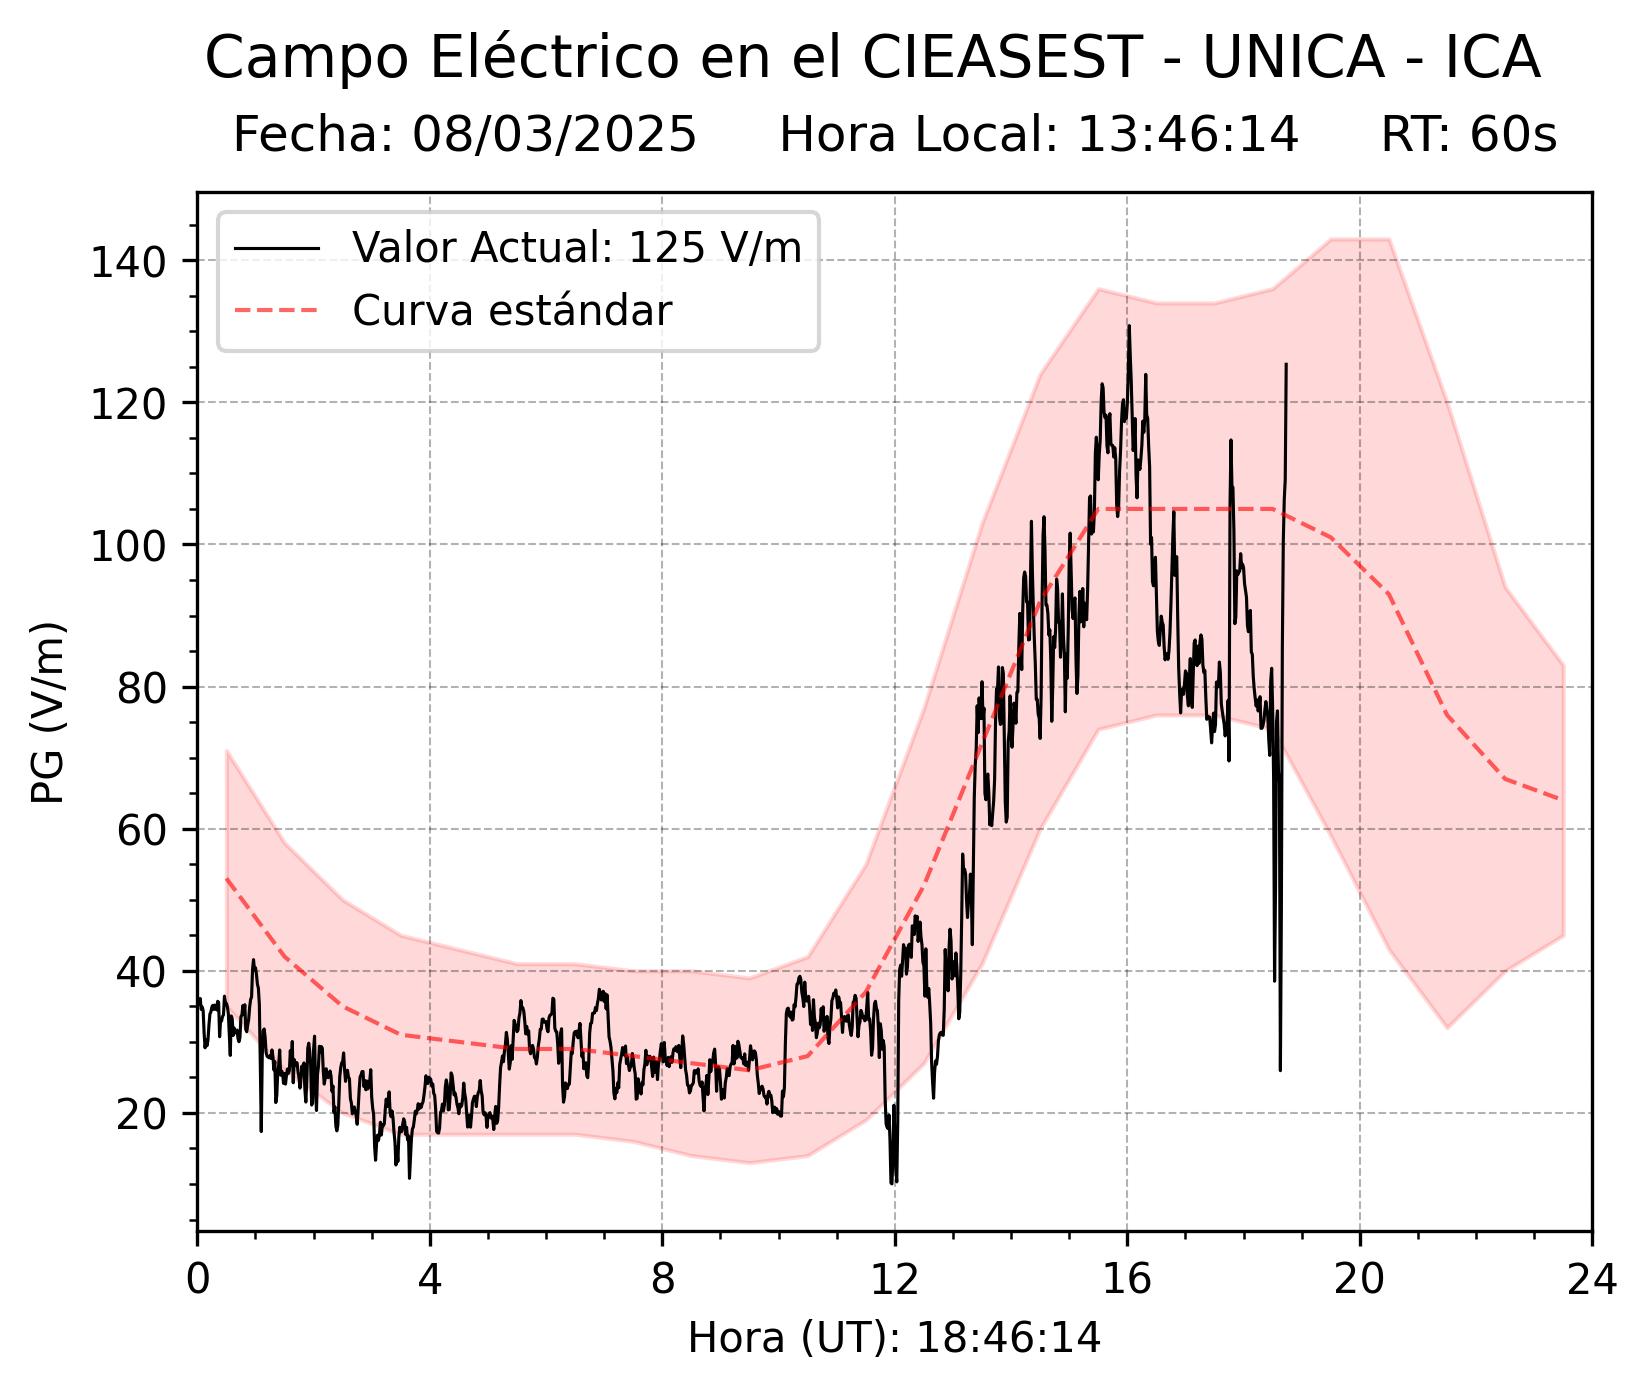 Campo Eléctrico en el CIEASEST - UNICA - ICA
Fecha: 08/03/2025 Hora Local: 13:46:14 RT: 60s
Valor Actual: 125 V/m
Curva estándar
PG (V/m)
140
120
100
80
60
40
20
0 4 8 12 16 20 24
Hora (UT): 18:46:14